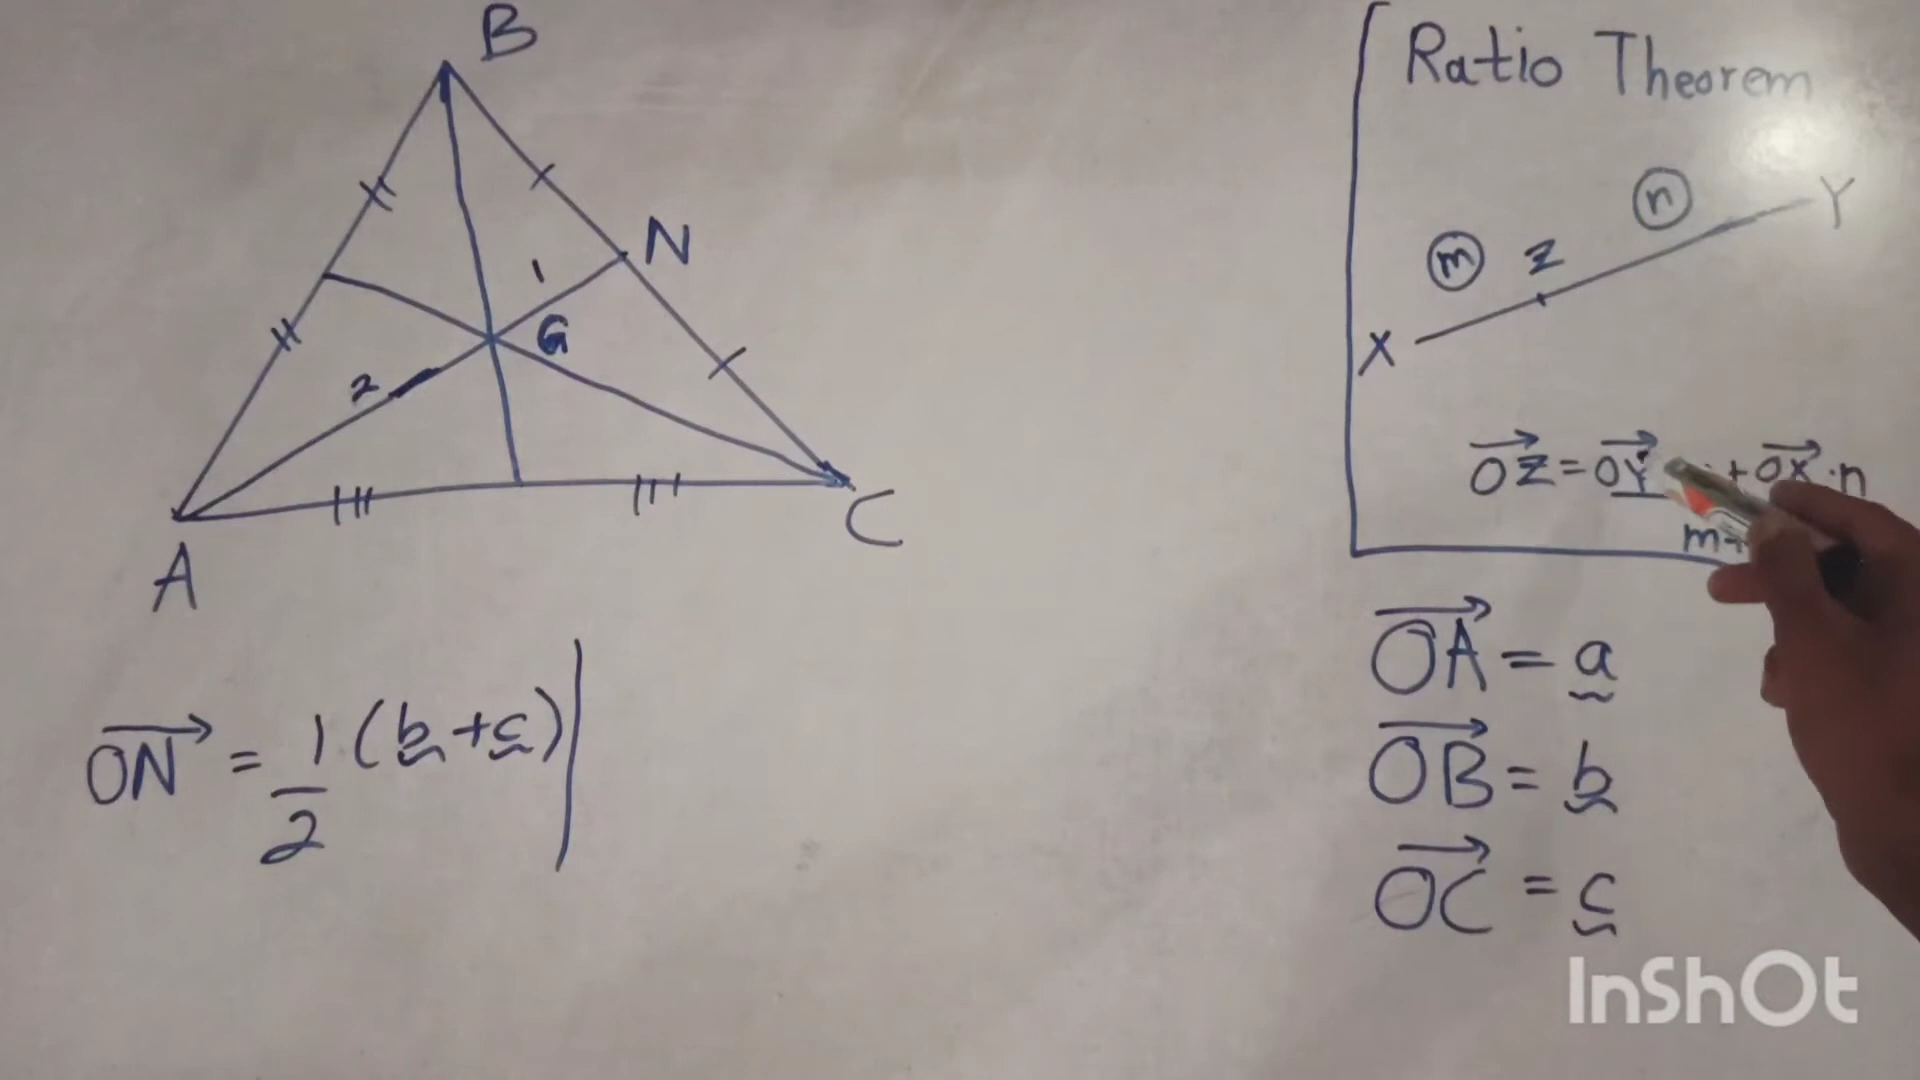 B
N
1
G
2
A
C
ON = 1/2 (b+c)
Ratio Theorem
m
n
X
Z
Y
OZ = OY + OX·n
m+
OA = a
OB = b
OC = c
InShOt